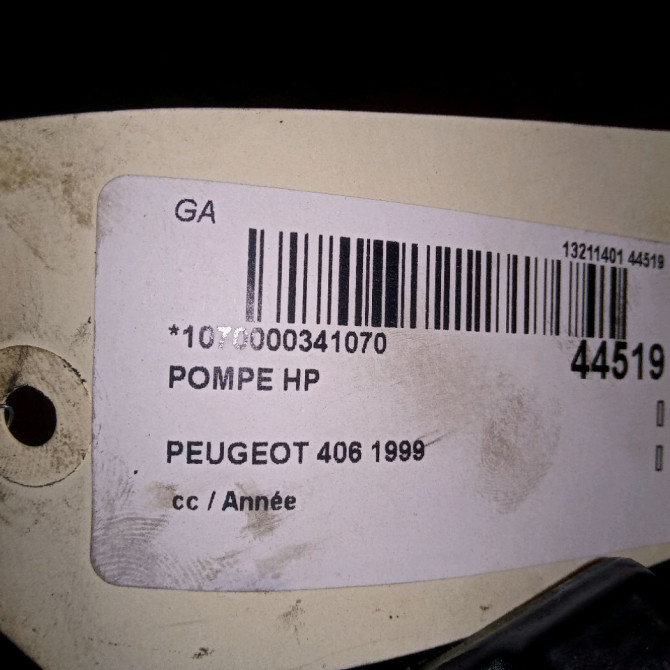 GA
13211401 44519
*1070000341070
44519
POMPE HP
PEUGEOT 406 1999
cc / Année